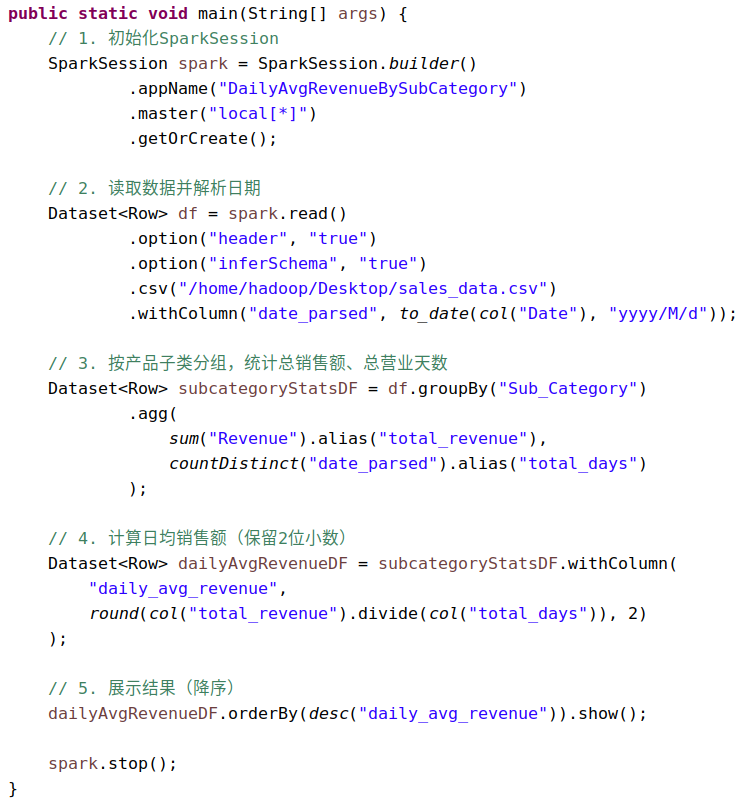 public static void main(String[] args) {
    // 1. 初始化SparkSession
    SparkSession spark = SparkSession.builder()
            .appName("DailyAvgRevenueBySubCategory")
            .master("local[*]")
            .getOrCreate();

    // 2. 读取数据并解析日期
    Dataset<Row> df = spark.read()
            .option("header", "true")
            .option("inferSchema", "true")
            .csv("/home/hadoop/Desktop/sales_data.csv")
            .withColumn("date_parsed", to_date(col("Date"), "yyyy/M/d"));

    // 3. 按产品子类分组，统计总销售额、总营业天数
    Dataset<Row> subcategoryStatsDF = df.groupBy("Sub_Category")
            .agg(
                sum("Revenue").alias("total_revenue"),
                countDistinct("date_parsed").alias("total_days")
            );

    // 4. 计算日均销售额（保留2位小数）
    Dataset<Row> dailyAvgRevenueDF = subcategoryStatsDF.withColumn(
        "daily_avg_revenue",
        round(col("total_revenue").divide(col("total_days")), 2)
    );

    // 5. 展示结果（降序）
    dailyAvgRevenueDF.orderBy(desc("daily_avg_revenue")).show();

    spark.stop();
}